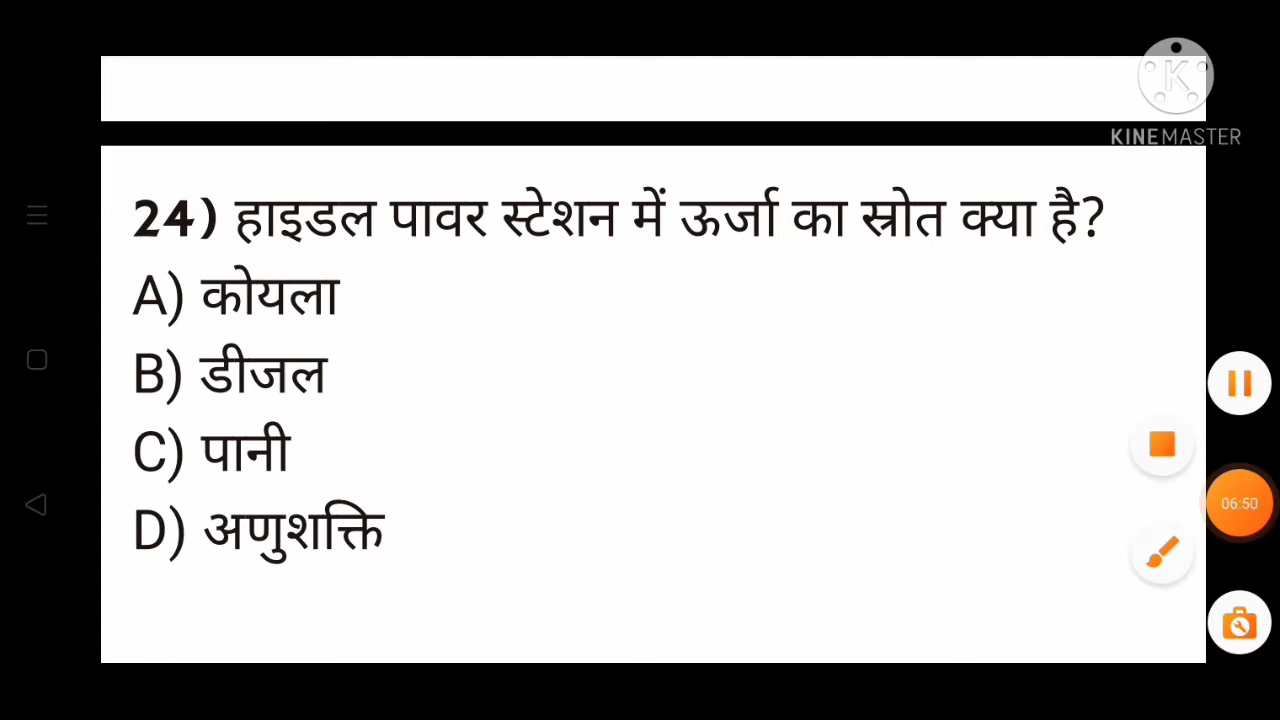 KINEMASTER
24) हाइडल पावर स्टेशन में ऊर्जा का स्रोत क्या है?
A) कोयला
B) डीजल
C) पानी
D) अणुशक्ति
06:50